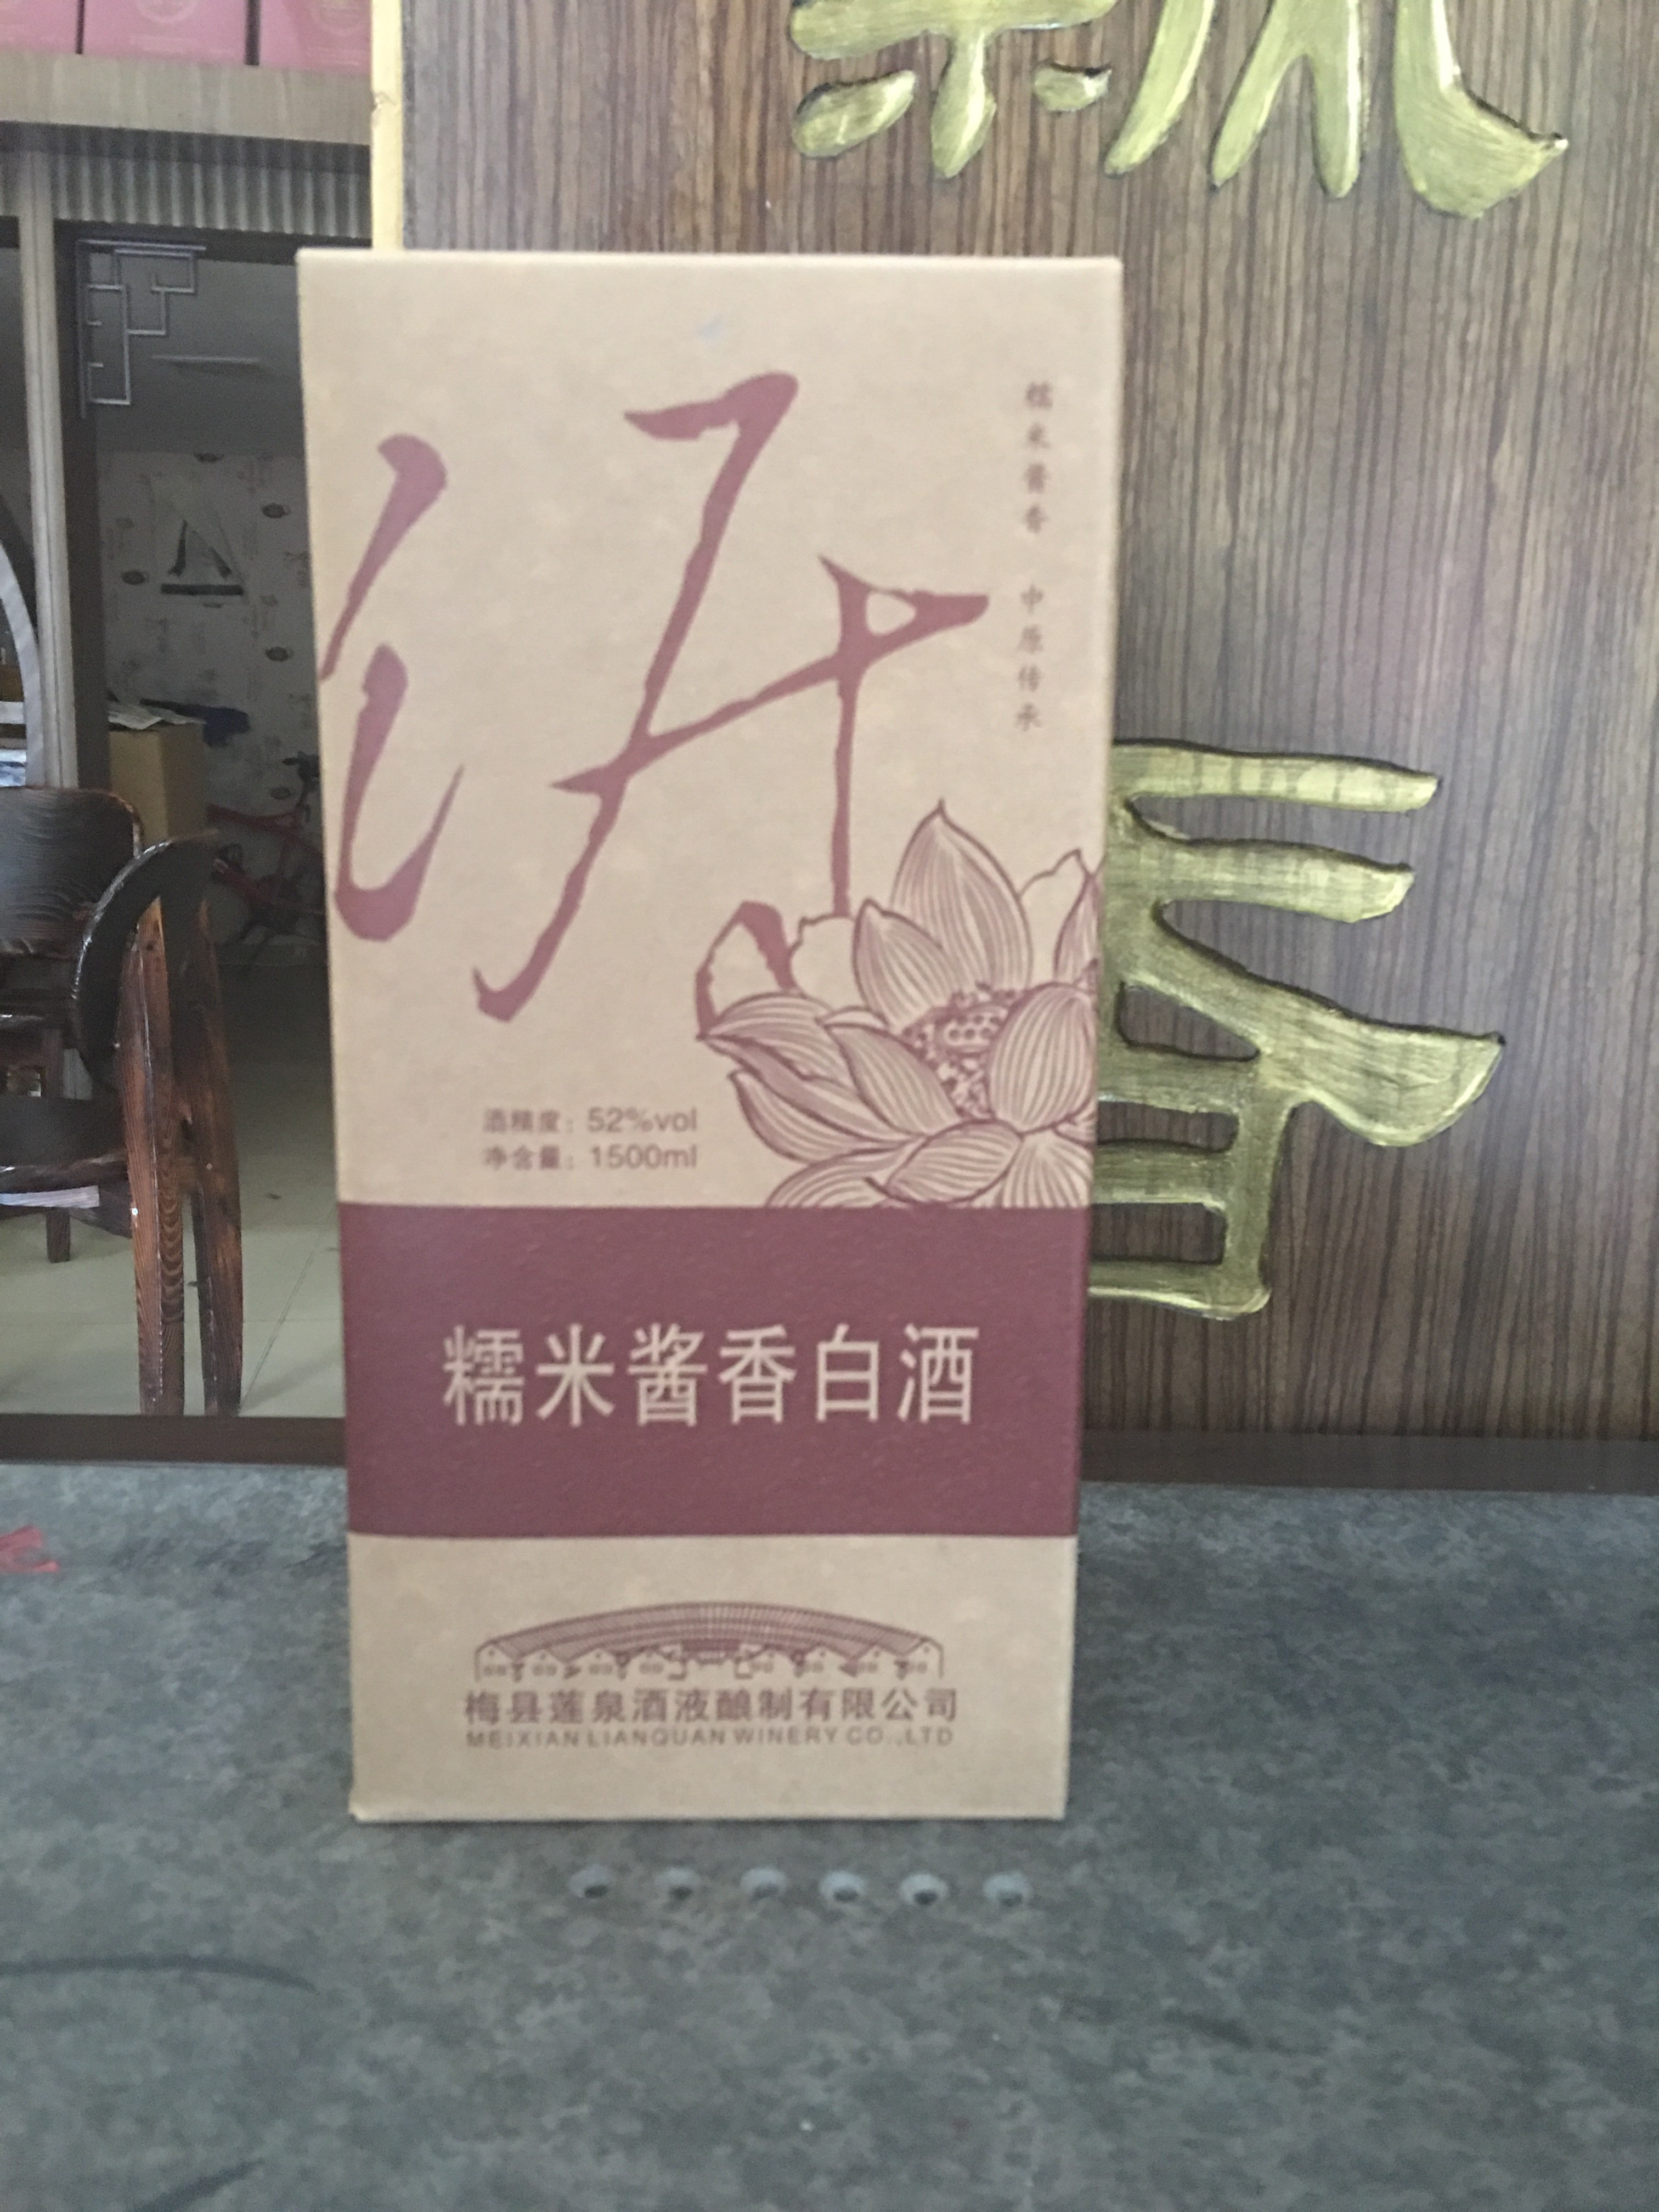 糯米酱香 中原传承
酒精度：52%vol
净含量：1500ml
糯米酱香白酒
梅县莲泉酒液酿制有限公司
MEIXIAN LIANQUAN WINERY CO.,LTD